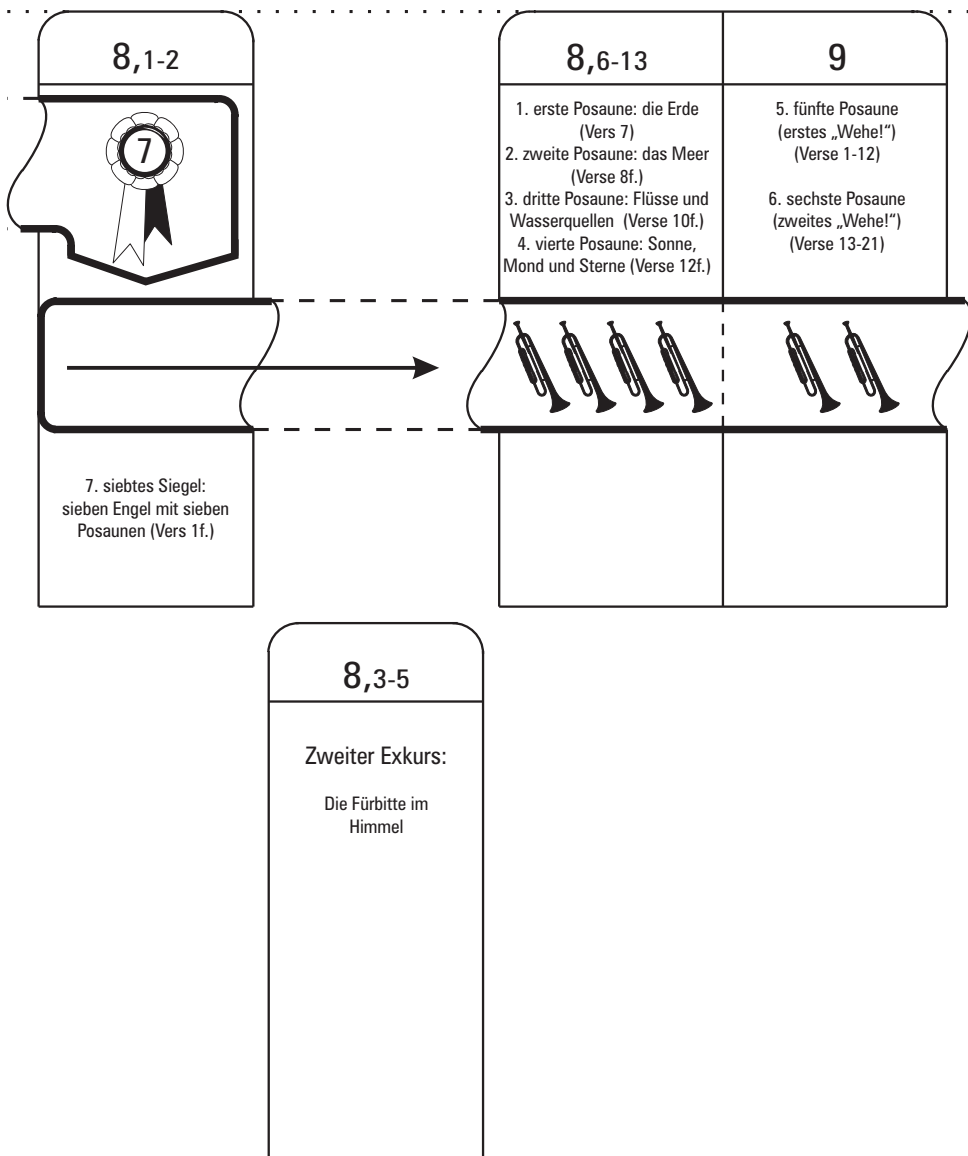 8,1-2
7
7. siebtes Siegel:
sieben Engel mit sieben
Posaunen (Vers 1f.)
8,3-5
Zweiter Exkurs:
Die Fürbitte im
Himmel
8,6-13
1. erste Posaune: die Erde
(Vers 7)
2. zweite Posaune: das Meer
(Verse 8f.)
3. dritte Posaune: Flüsse und
Wasserquellen (Verse 10f.)
4. vierte Posaune: Sonne,
Mond und Sterne (Verse 12f.)
9
5. fünfte Posaune
(erstes „Wehe!“)
(Verse 1-12)
6. sechste Posaune
(zweites „Wehe!“)
(Verse 13-21)